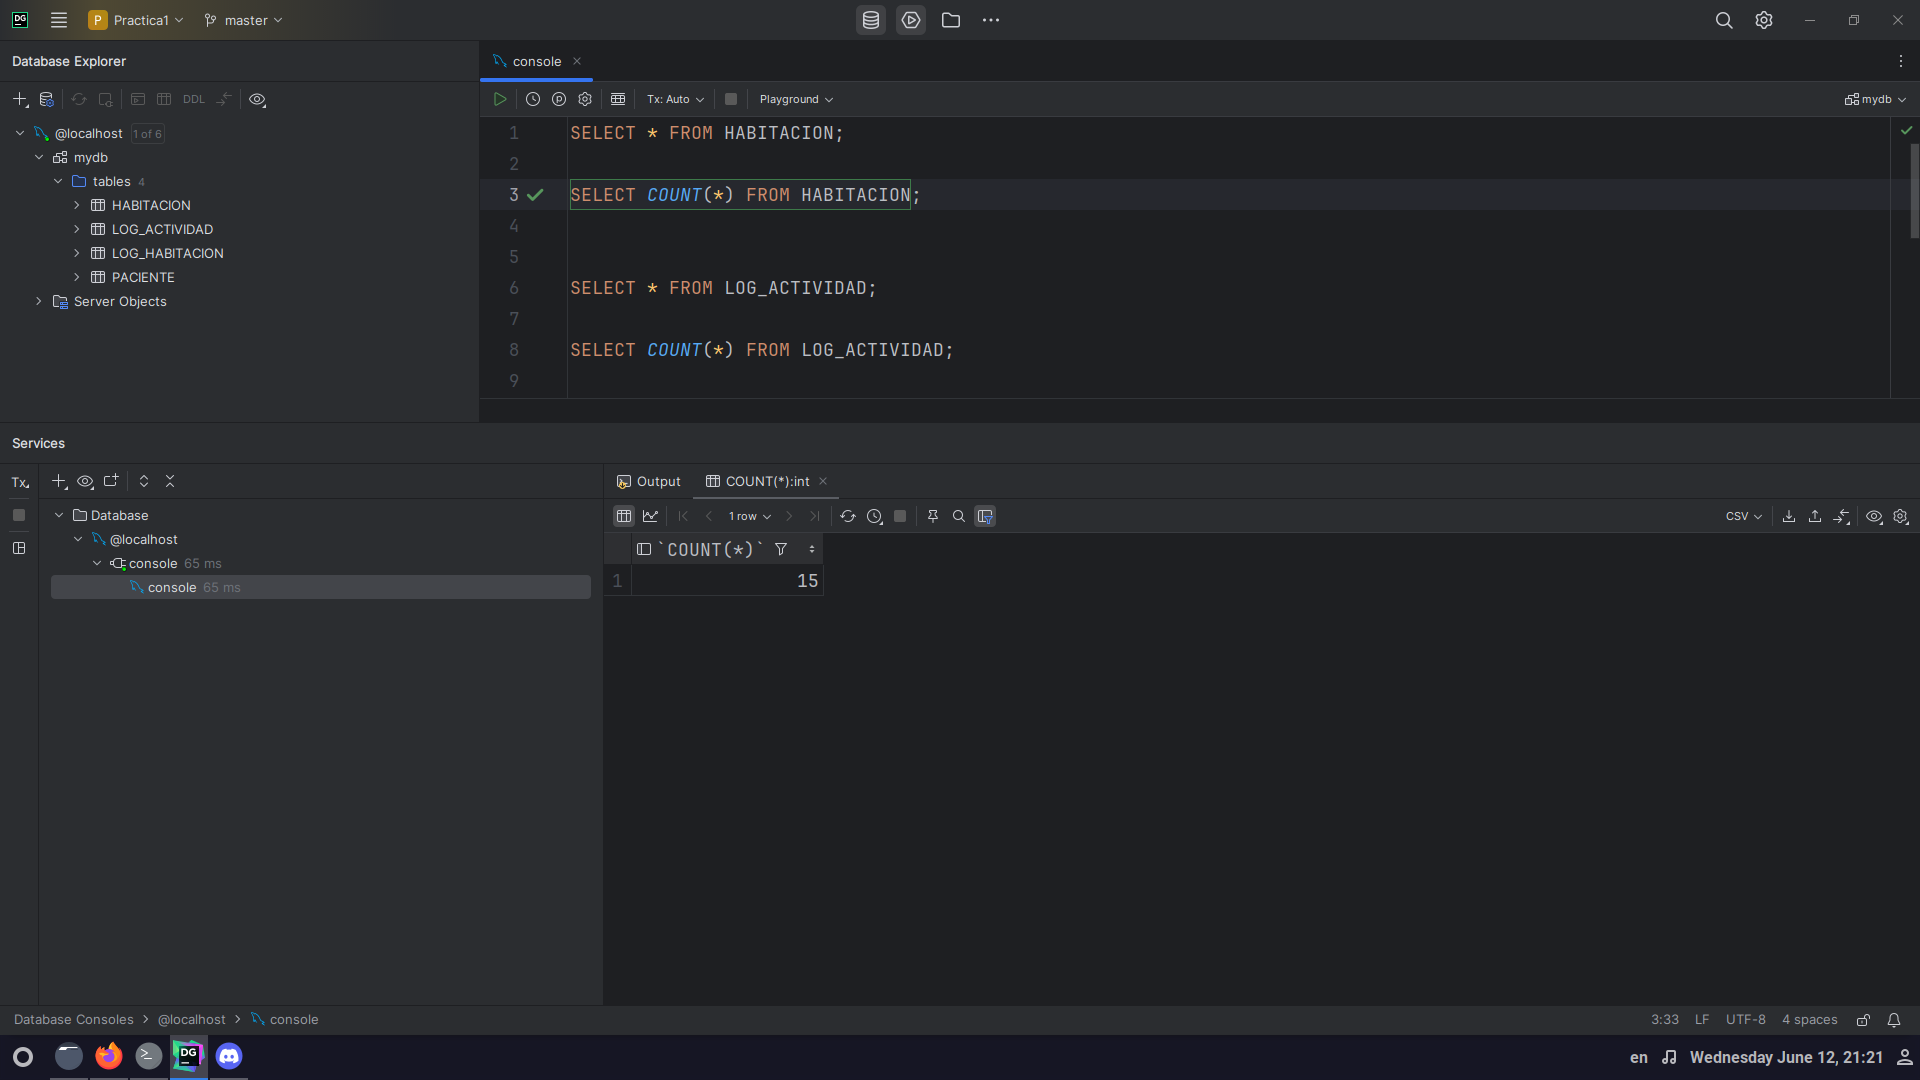 DG P Practica1 master
Database Explorer
console
DDL
Tx: Auto Playground mydb
@localhost 1 of 6
mydb
tables 4
HABITACION
LOG_ACTIVIDAD
LOG_HABITACION
PACIENTE
Server Objects
1 SELECT * FROM HABITACION;
2
3 SELECT COUNT(*) FROM HABITACION;
4
5
6 SELECT * FROM LOG_ACTIVIDAD;
7
8 SELECT COUNT(*) FROM LOG_ACTIVIDAD;
9
Services
Tx
Database
@localhost
console 65 ms
console 65 ms
Output COUNT(*):int
1 row CSV
`COUNT(*)`
1 15
Database Consoles > @localhost > console
3:33 LF UTF-8 4 spaces
DG
en Wednesday June 12, 21:21